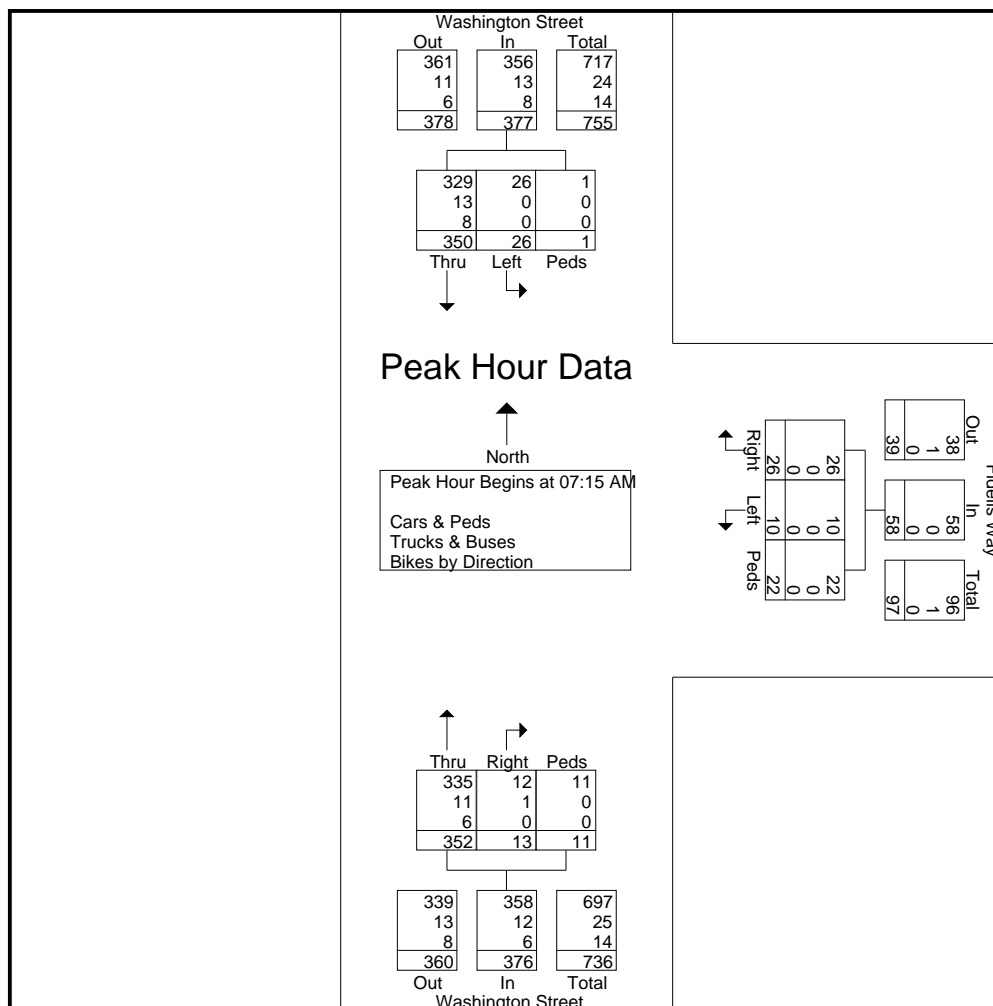 Washington Street
Out In Total
361 356 717
11 13 24
6 8 14
378 377 755
329 26 1
13 0 0
8 0 0
350 26 1
Thru Left Peds
Peak Hour Data
North
Peak Hour Begins at 07:15 AM
Cars & Peds
Trucks & Buses
Bikes by Direction
Fidelis Way
Out In Total
38 58 96
1 0 1
0 0 0
39 58 97
26 10 22
0 0 0
0 0 0
26 10 22
Right Left Peds
Thru Right Peds
335 12 11
11 1 0
6 0 0
352 13 11
339 358 697
13 12 25
8 6 14
360 376 736
Out In Total
Washington Street